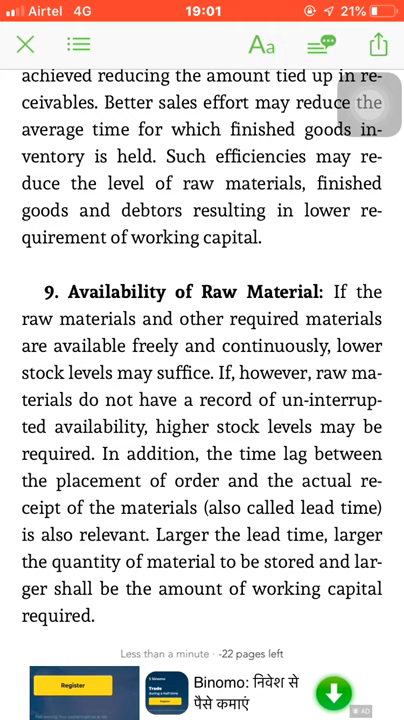 Airtel 4G 19:01 21%
Aa
achieved reducing the amount tied up in re-
ceivables. Better sales effort may reduce the
average time for which finished goods in-
ventory is held. Such efficiencies may re-
duce the level of raw materials, finished
goods and debtors resulting in lower re-
quirement of working capital.
9. Availability of Raw Material: If the
raw materials and other required materials
are available freely and continuously, lower
stock levels may suffice. If, however, raw ma-
terials do not have a record of un-interrup-
ted availability, higher stock levels may be
required. In addition, the time lag between
the placement of order and the actual re-
ceipt of the materials (also called lead time)
is also relevant. Larger the lead time, larger
the quantity of material to be stored and lar-
ger shall be the amount of working capital
required.
Less than a minute · -22 pages left
Register
Binomo
Trade
Binomo: निवेश से
पैसे कमाएं
AD